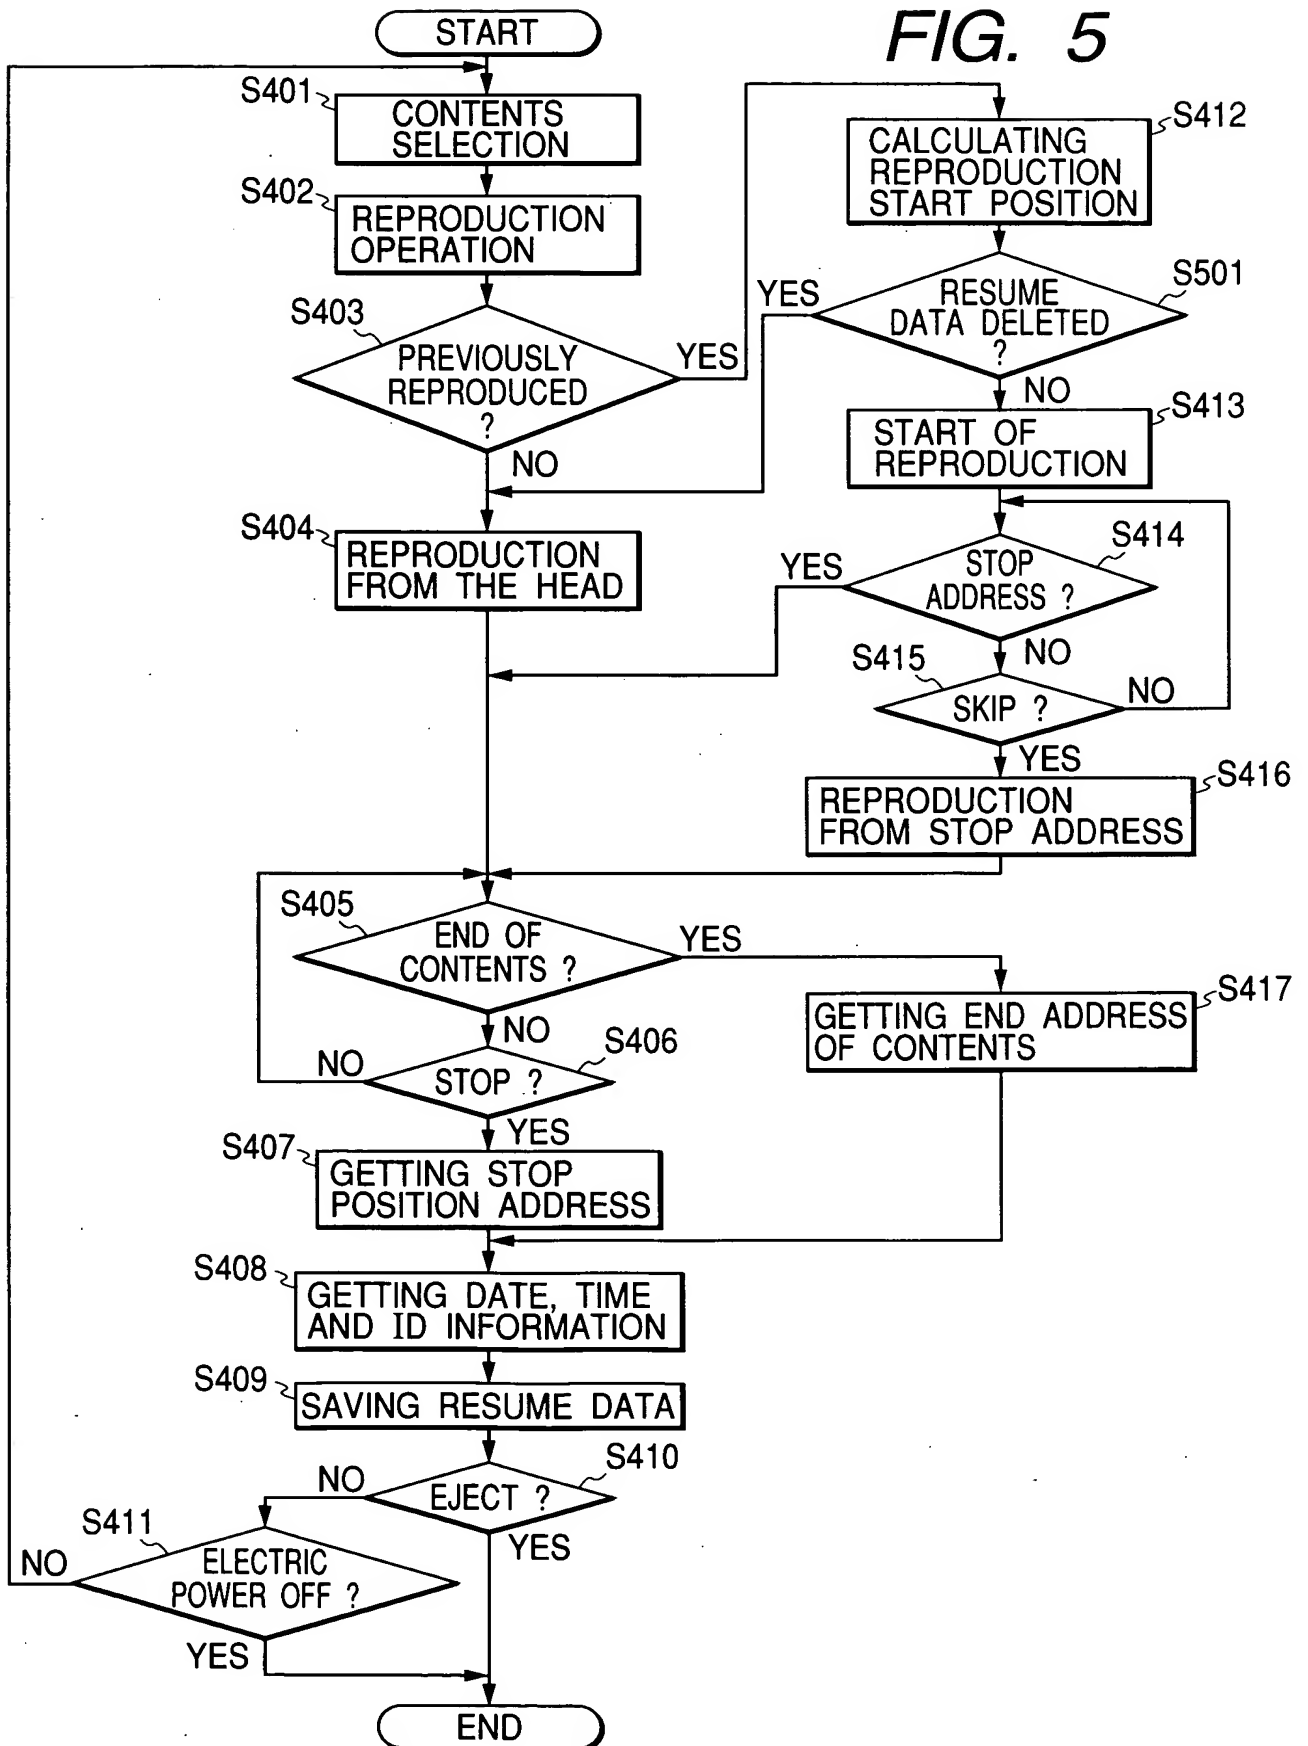 FIG. 5
START
S401
CONTENTS
SELECTION
S402
REPRODUCTION
OPERATION
S403
PREVIOUSLY
REPRODUCED
?
YES
NO
S404
REPRODUCTION
FROM THE HEAD
S412
CALCULATING
REPRODUCTION
START POSITION
S501
RESUME
DATA DELETED
?
YES
NO
S413
START OF
REPRODUCTION
S414
STOP
ADDRESS ?
YES
NO
S415
SKIP ?
NO
YES
S416
REPRODUCTION
FROM STOP ADDRESS
S405
END OF
CONTENTS ?
YES
NO
S417
GETTING END ADDRESS
OF CONTENTS
S406
STOP ?
NO
YES
S407
GETTING STOP
POSITION ADDRESS
S408
GETTING DATE, TIME
AND ID INFORMATION
S409
SAVING RESUME DATA
S410
EJECT ?
NO
YES
S411
ELECTRIC
POWER OFF ?
NO
YES
END